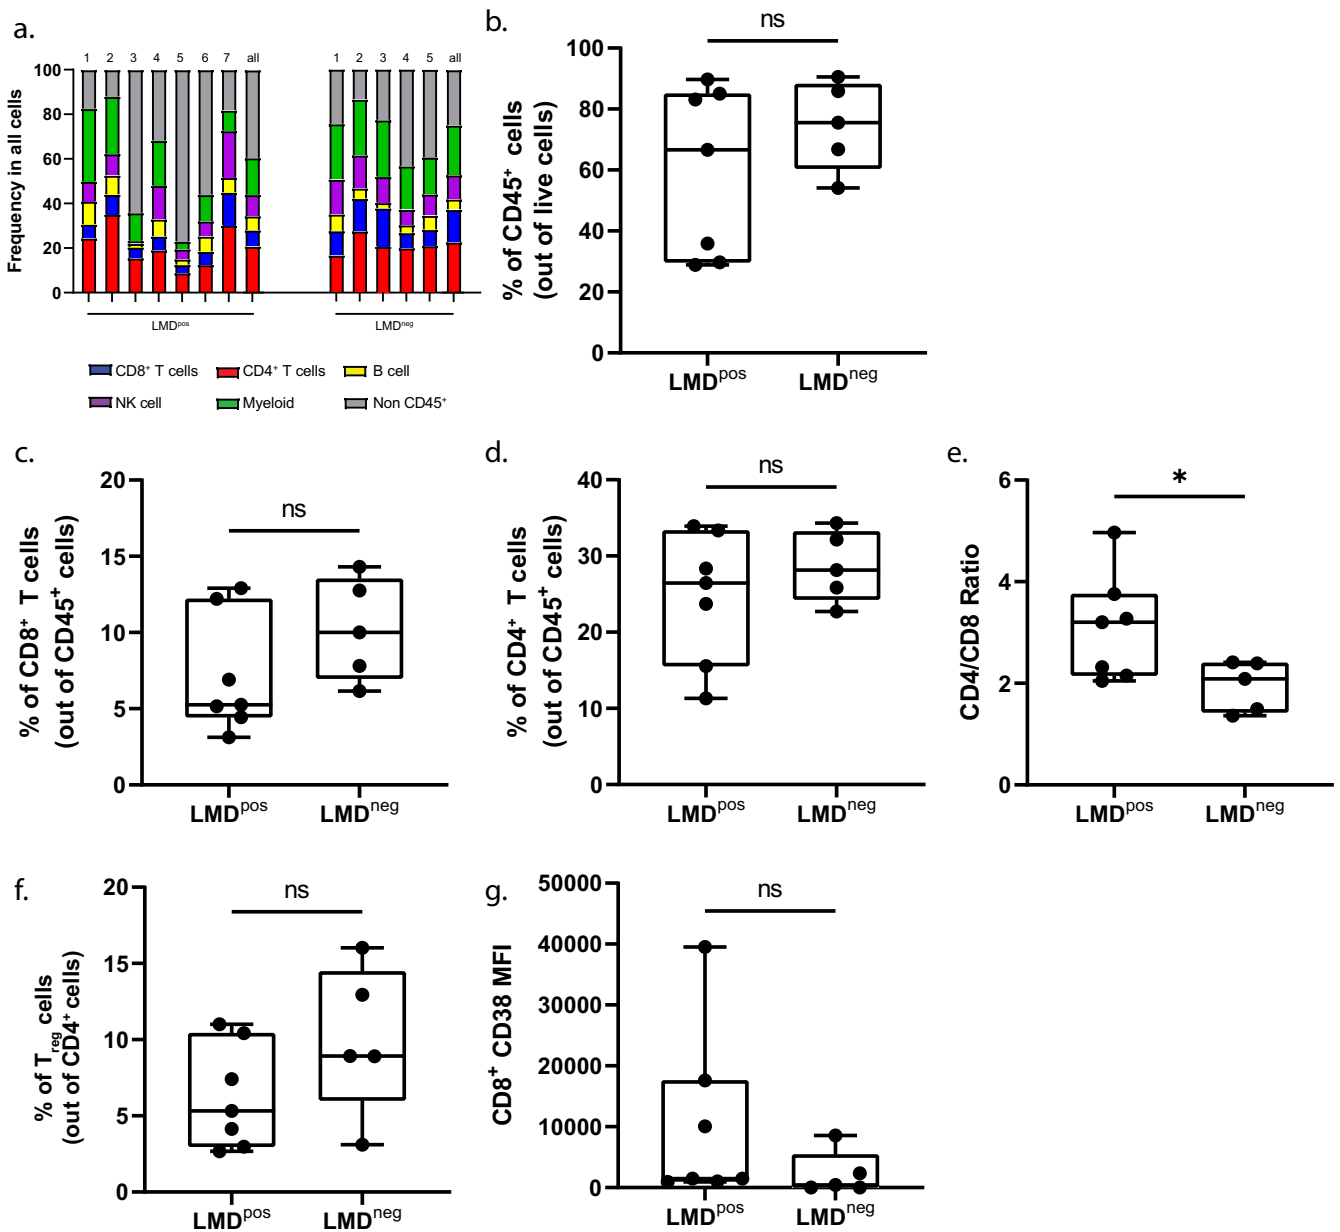 a.
1 2 3 4 5 6 7 all
1 2 3 4 5 all
Frequency in all cells
100
80
60
40
20
0
LMDpos
LMDneg
CD8+ T cells
CD4+ T cells
B cell
NK cell
Myeloid
Non CD45+
b.
ns
% of CD45+ cells
(out of live cells)
100
80
60
40
20
0
LMDpos
LMDneg
c.
ns
% of CD8+ T cells
(out of CD45+ cells)
20
15
10
5
0
LMDpos
LMDneg
d.
ns
% of CD4+ T cells
(out of CD45+ cells)
40
30
20
10
0
LMDpos
LMDneg
e.
*
CD4/CD8 Ratio
6
4
2
0
LMDpos
LMDneg
f.
ns
% of Treg cells
(out of CD4+ cells)
20
15
10
5
0
LMDpos
LMDneg
g.
ns
CD8+ CD38 MFI
50000
40000
30000
20000
10000
0
LMDpos
LMDneg